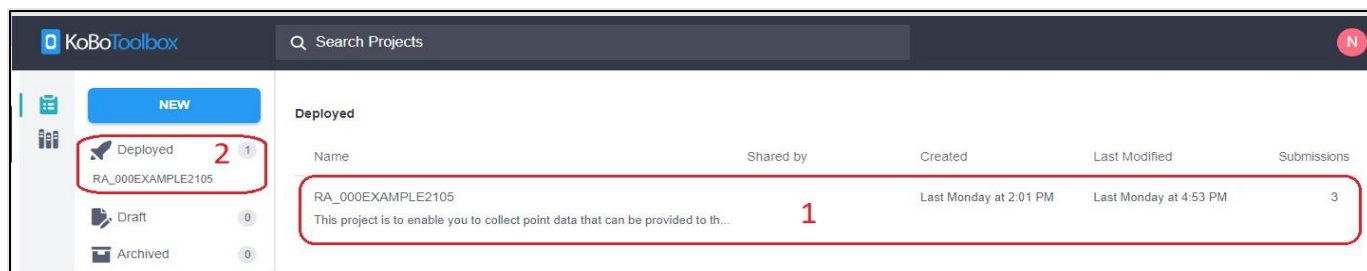 KoBoToolbox
Search Projects
N
NEW
Deployed 2 1
RA_000EXAMPLE2105
Draft 0
Archived 0
Deployed
Name Shared by Created Last Modified Submissions
RA_000EXAMPLE2105 Last Monday at 2:01 PM Last Monday at 4:53 PM 3
This project is to enable you to collect point data that can be provided to th... 1